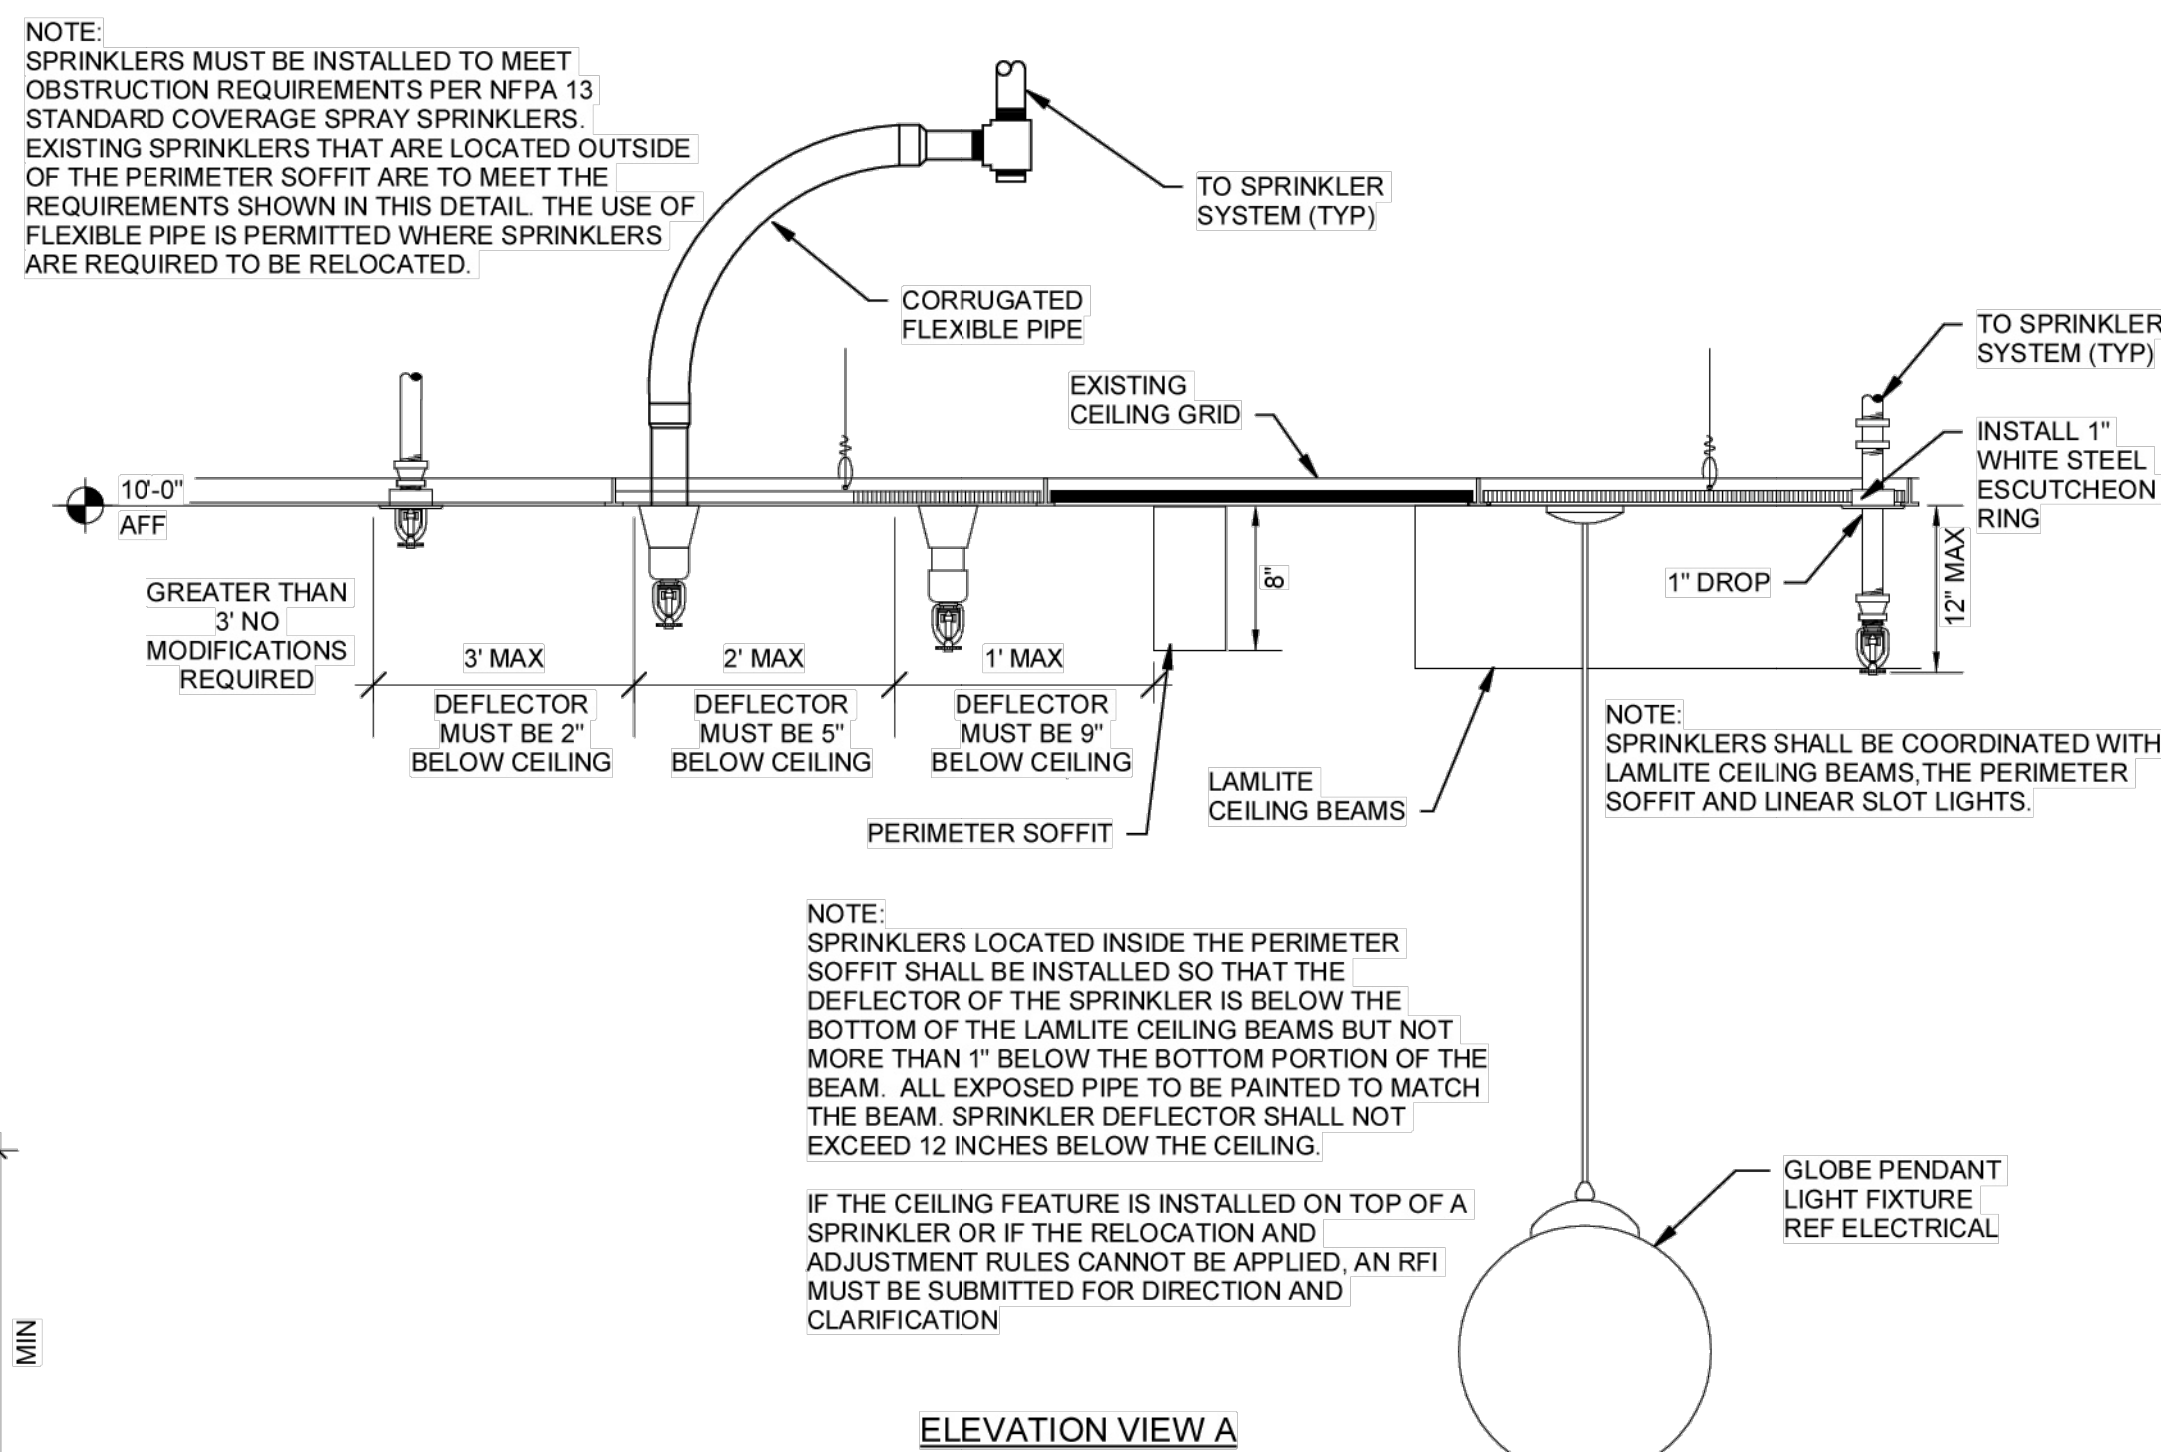 NOTE:
SPRINKLERS MUST BE INSTALLED TO MEET
OBSTRUCTION REQUIREMENTS PER NFPA 13
STANDARD COVERAGE SPRAY SPRINKLERS.
EXISTING SPRINKLERS THAT ARE LOCATED OUTSIDE
OF THE PERIMETER SOFFIT ARE TO MEET THE
REQUIREMENTS SHOWN IN THIS DETAIL. THE USE OF
FLEXIBLE PIPE IS PERMITTED WHERE SPRINKLERS
ARE REQUIRED TO BE RELOCATED.
TO SPRINKLER
SYSTEM (TYP)
CORRUGATED
FLEXIBLE PIPE
TO SPRINKLER
SYSTEM (TYP)
EXISTING
CEILING GRID
INSTALL 1"
WHITE STEEL
ESCUTCHEON
RING
10'-0"
AFF
1" DROP
12" MAX
8"
GREATER THAN
3' NO
MODIFICATIONS
REQUIRED
3' MAX
DEFLECTOR
MUST BE 2"
BELOW CEILING
2' MAX
DEFLECTOR
MUST BE 5"
BELOW CEILING
1' MAX
DEFLECTOR
MUST BE 9"
BELOW CEILING
PERIMETER SOFFIT
LAMLITE
CEILING BEAMS
NOTE:
SPRINKLERS SHALL BE COORDINATED WITH
LAMLITE CEILING BEAMS,THE PERIMETER
SOFFIT AND LINEAR SLOT LIGHTS.
NOTE:
SPRINKLERS LOCATED INSIDE THE PERIMETER
SOFFIT SHALL BE INSTALLED SO THAT THE
DEFLECTOR OF THE SPRINKLER IS BELOW THE
BOTTOM OF THE LAMLITE CEILING BEAMS BUT NOT
MORE THAN 1" BELOW THE BOTTOM PORTION OF THE
BEAM. ALL EXPOSED PIPE TO BE PAINTED TO MATCH
THE BEAM. SPRINKLER DEFLECTOR SHALL NOT
EXCEED 12 INCHES BELOW THE CEILING.
IF THE CEILING FEATURE IS INSTALLED ON TOP OF A
SPRINKLER OR IF THE RELOCATION AND
ADJUSTMENT RULES CANNOT BE APPLIED, AN RFI
MUST BE SUBMITTED FOR DIRECTION AND
CLARIFICATION
GLOBE PENDANT
LIGHT FIXTURE
REF ELECTRICAL
MIN
ELEVATION VIEW A